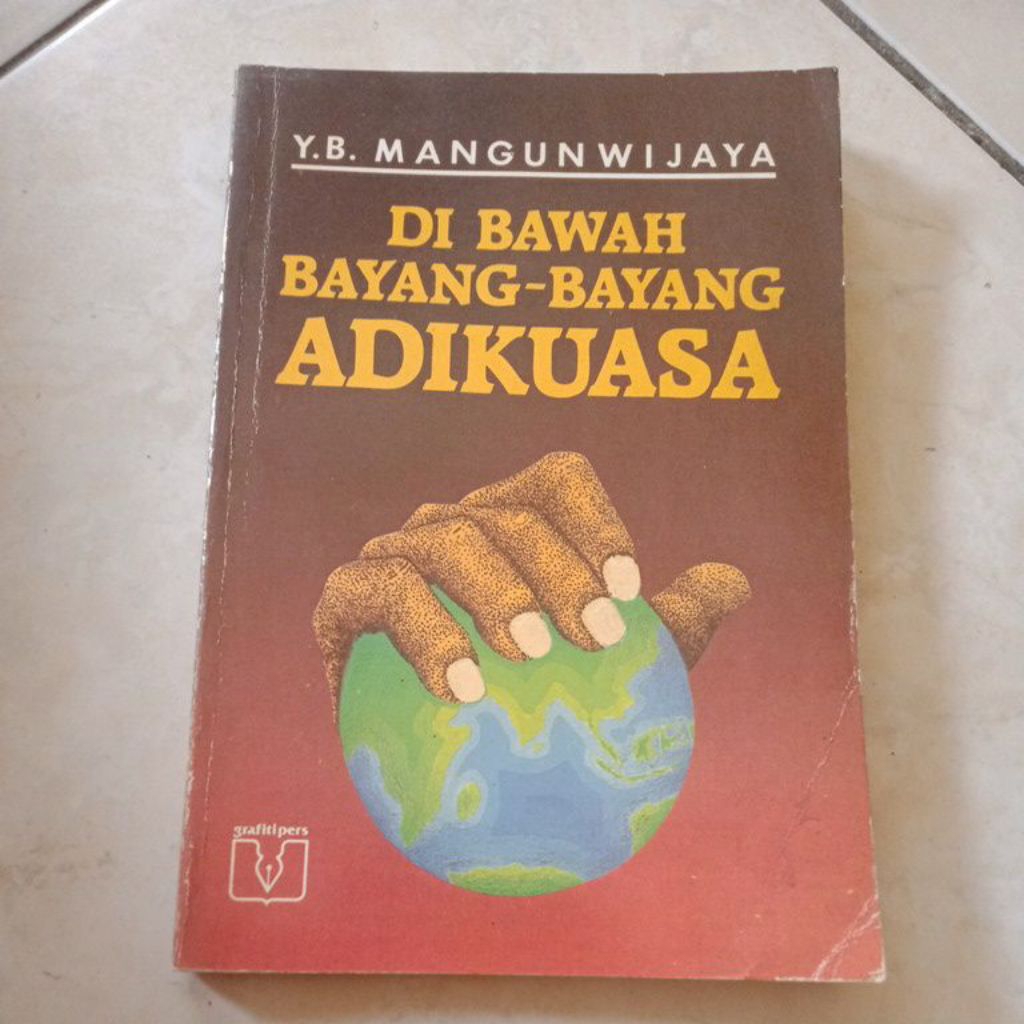 Y.B. MANGUNWIJAYA
DI BAWAH
BAYANG-BAYANG
ADIKUASA
grafitipers